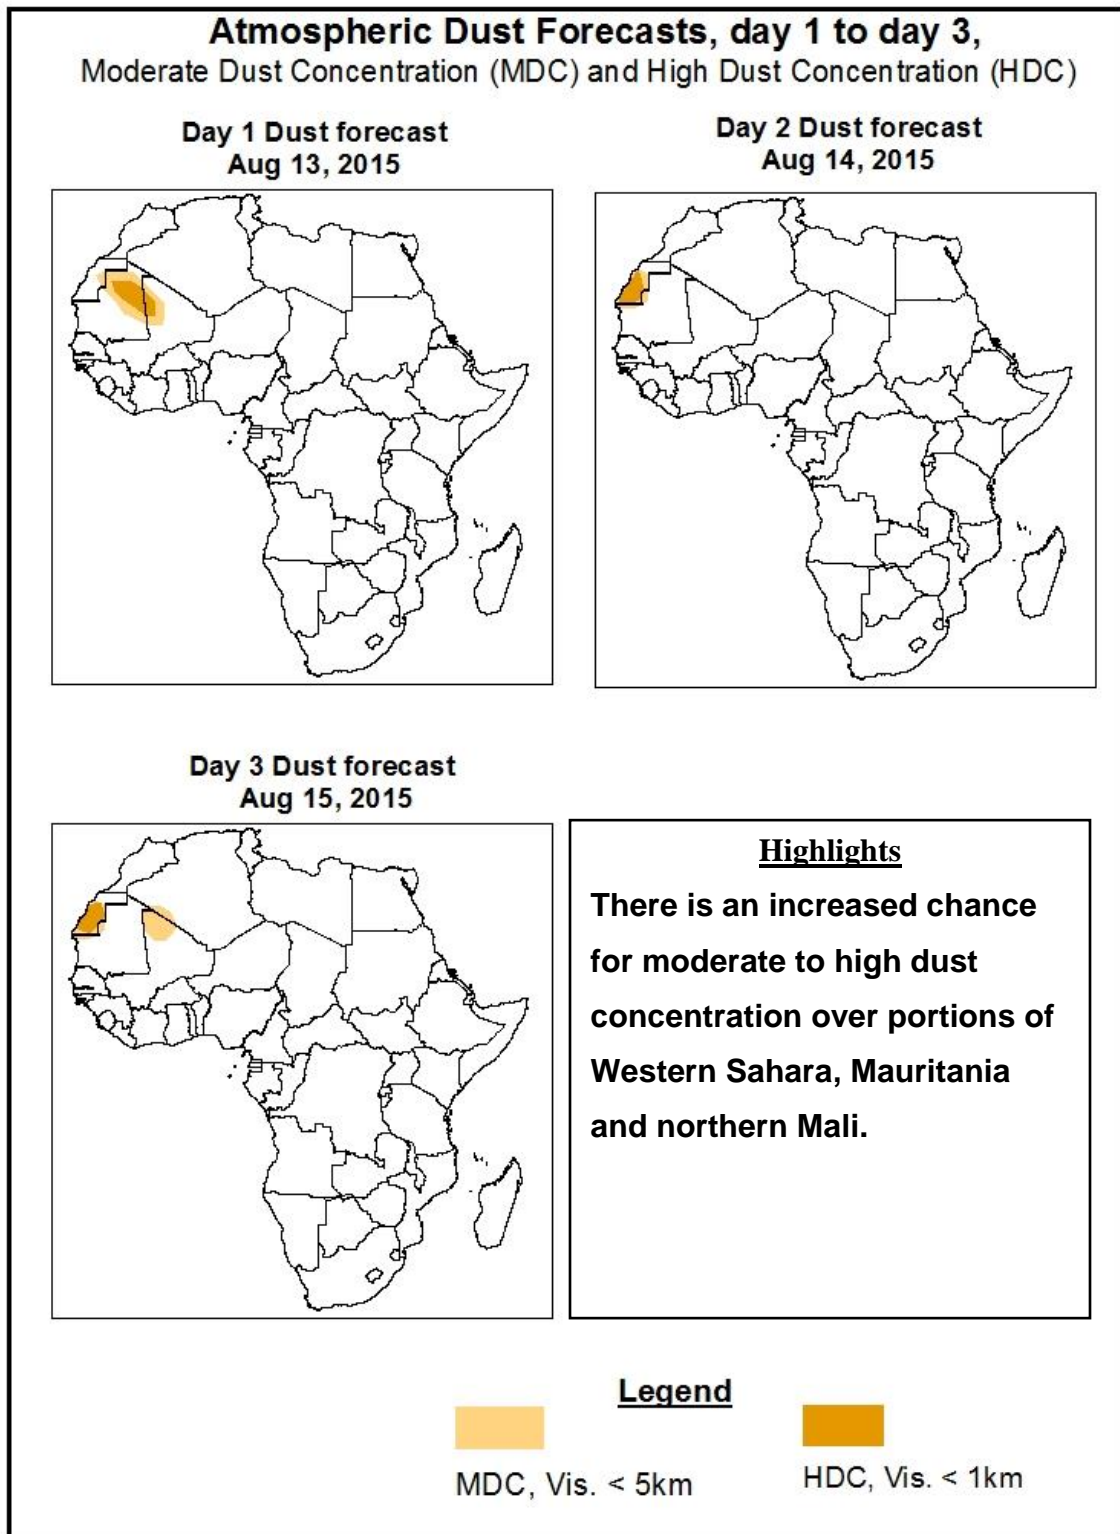 Atmospheric Dust Forecasts, day 1 to day 3,
Moderate Dust Concentration (MDC) and High Dust Concentration (HDC)
Day 1 Dust forecast
Aug 13, 2015
Day 2 Dust forecast
Aug 14, 2015
Day 3 Dust forecast
Aug 15, 2015
Highlights
There is an increased chance
for moderate to high dust
concentration over portions of
Western Sahara, Mauritania
and northern Mali.
Legend
MDC, Vis. < 5km
HDC, Vis. < 1km